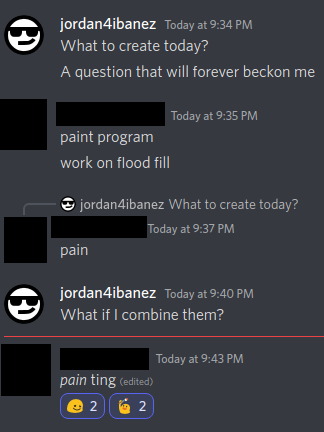 jordan4ibanez Today at 9:34 PM
What to create today?
A question that will forever beckon me
Today at 9:35 PM
paint program
work on flood fill
jordan4ibanez What to create today?
Today at 9:37 PM
pain
jordan4ibanez Today at 9:40 PM
What if I combine them?
Today at 9:43 PM
pain ting (edited)
2 2